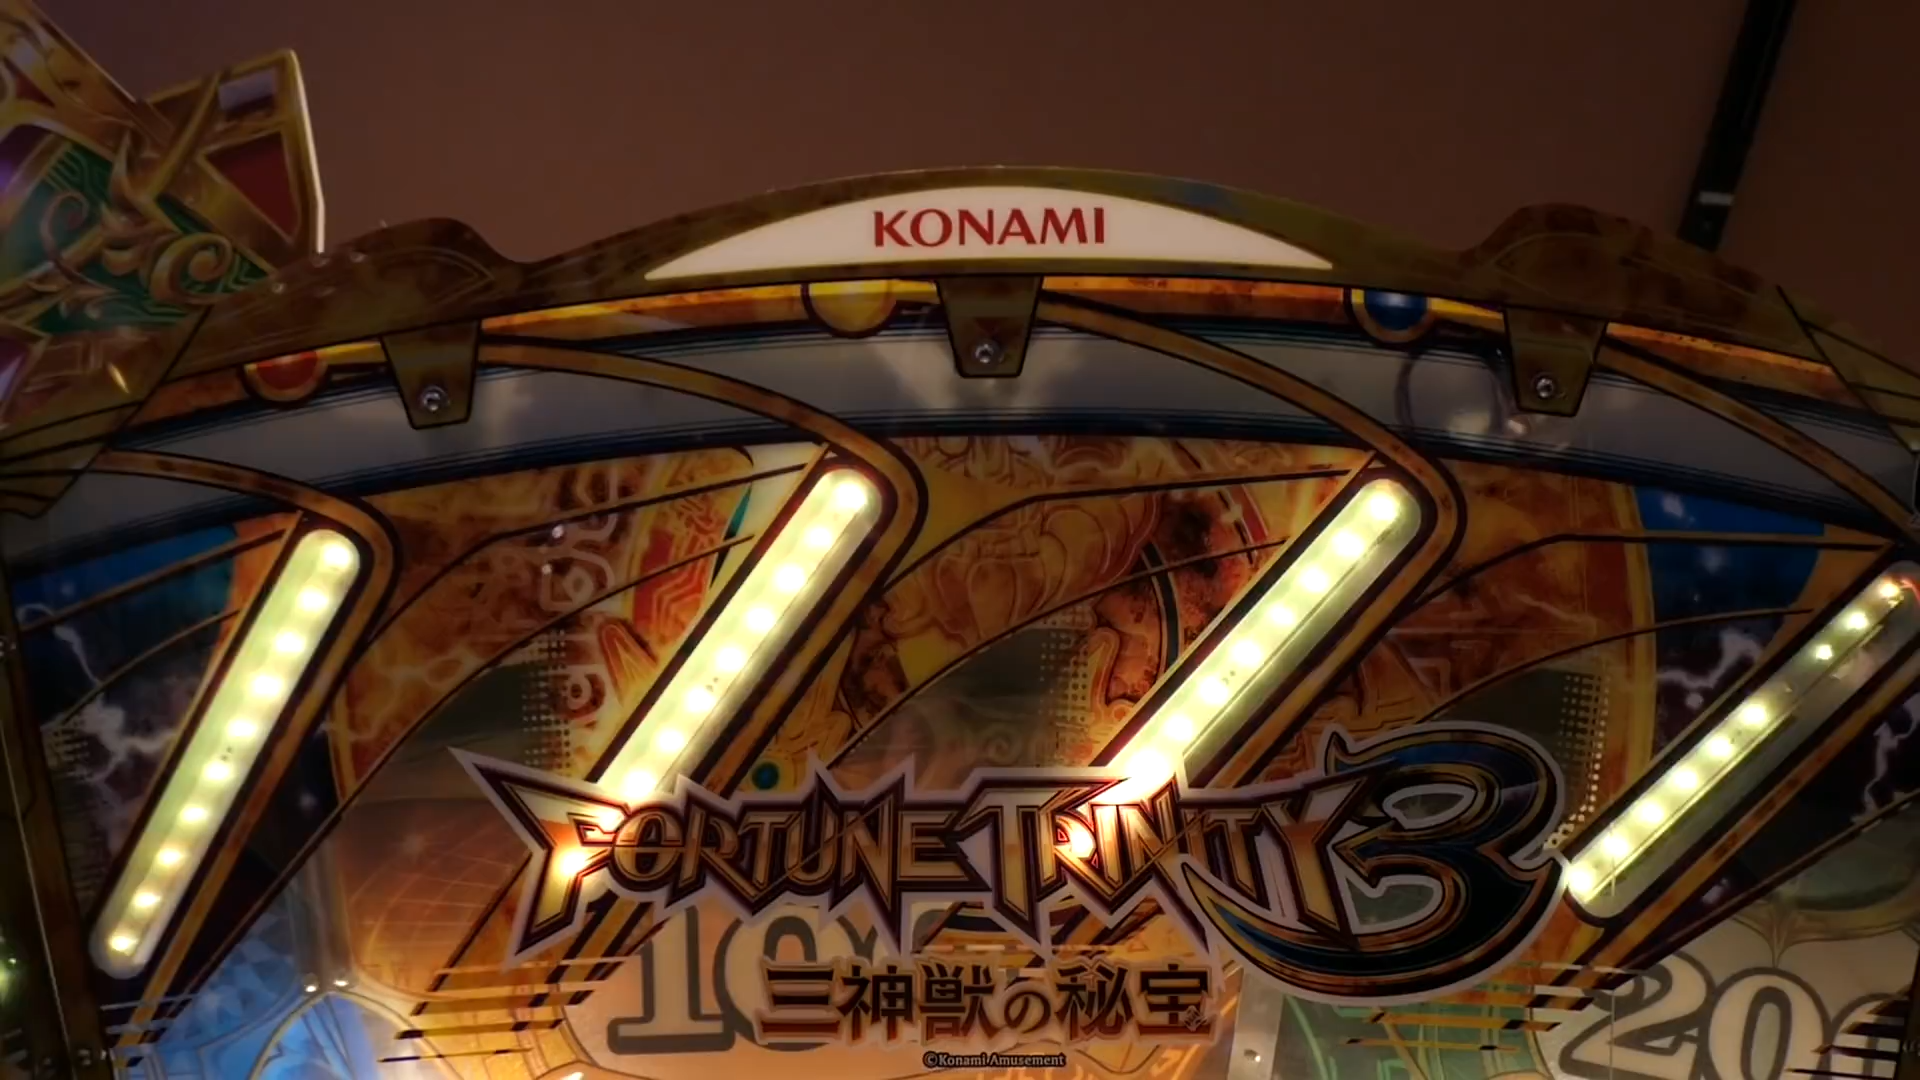 KONAMI
FORTUNE TRINITY 3
三神獣の秘宝
©Konami Amusement